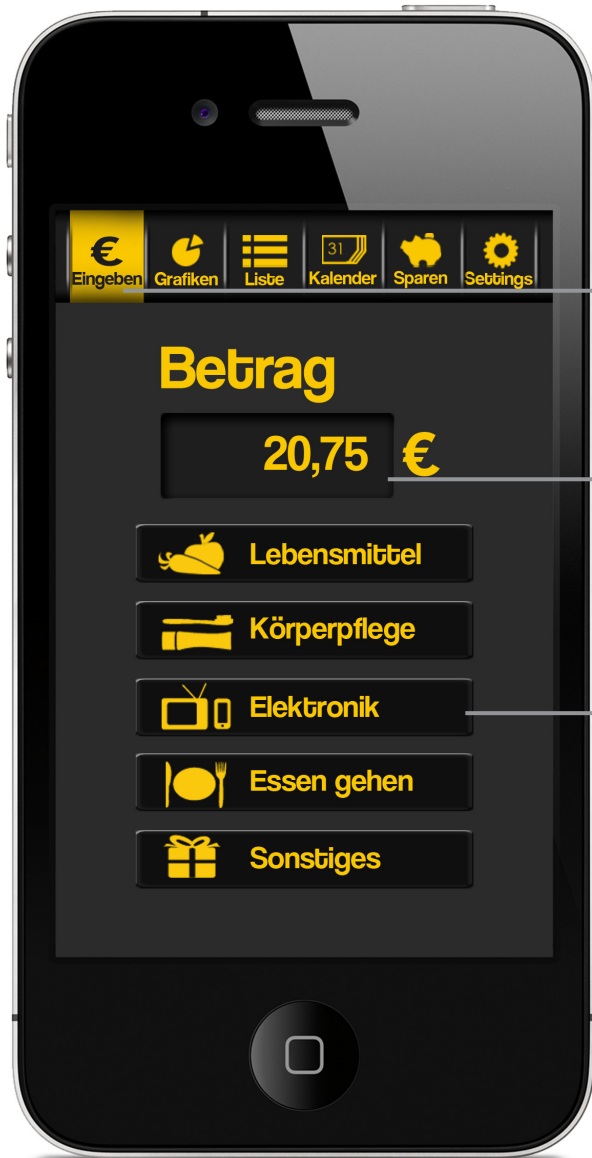 €
31
Eingeben Grafiken Liste Kalender Sparen Settings
Betrag
20,75 €
Lebensmittel
Körperpflege
Elektronik
Essen gehen
Sonstiges